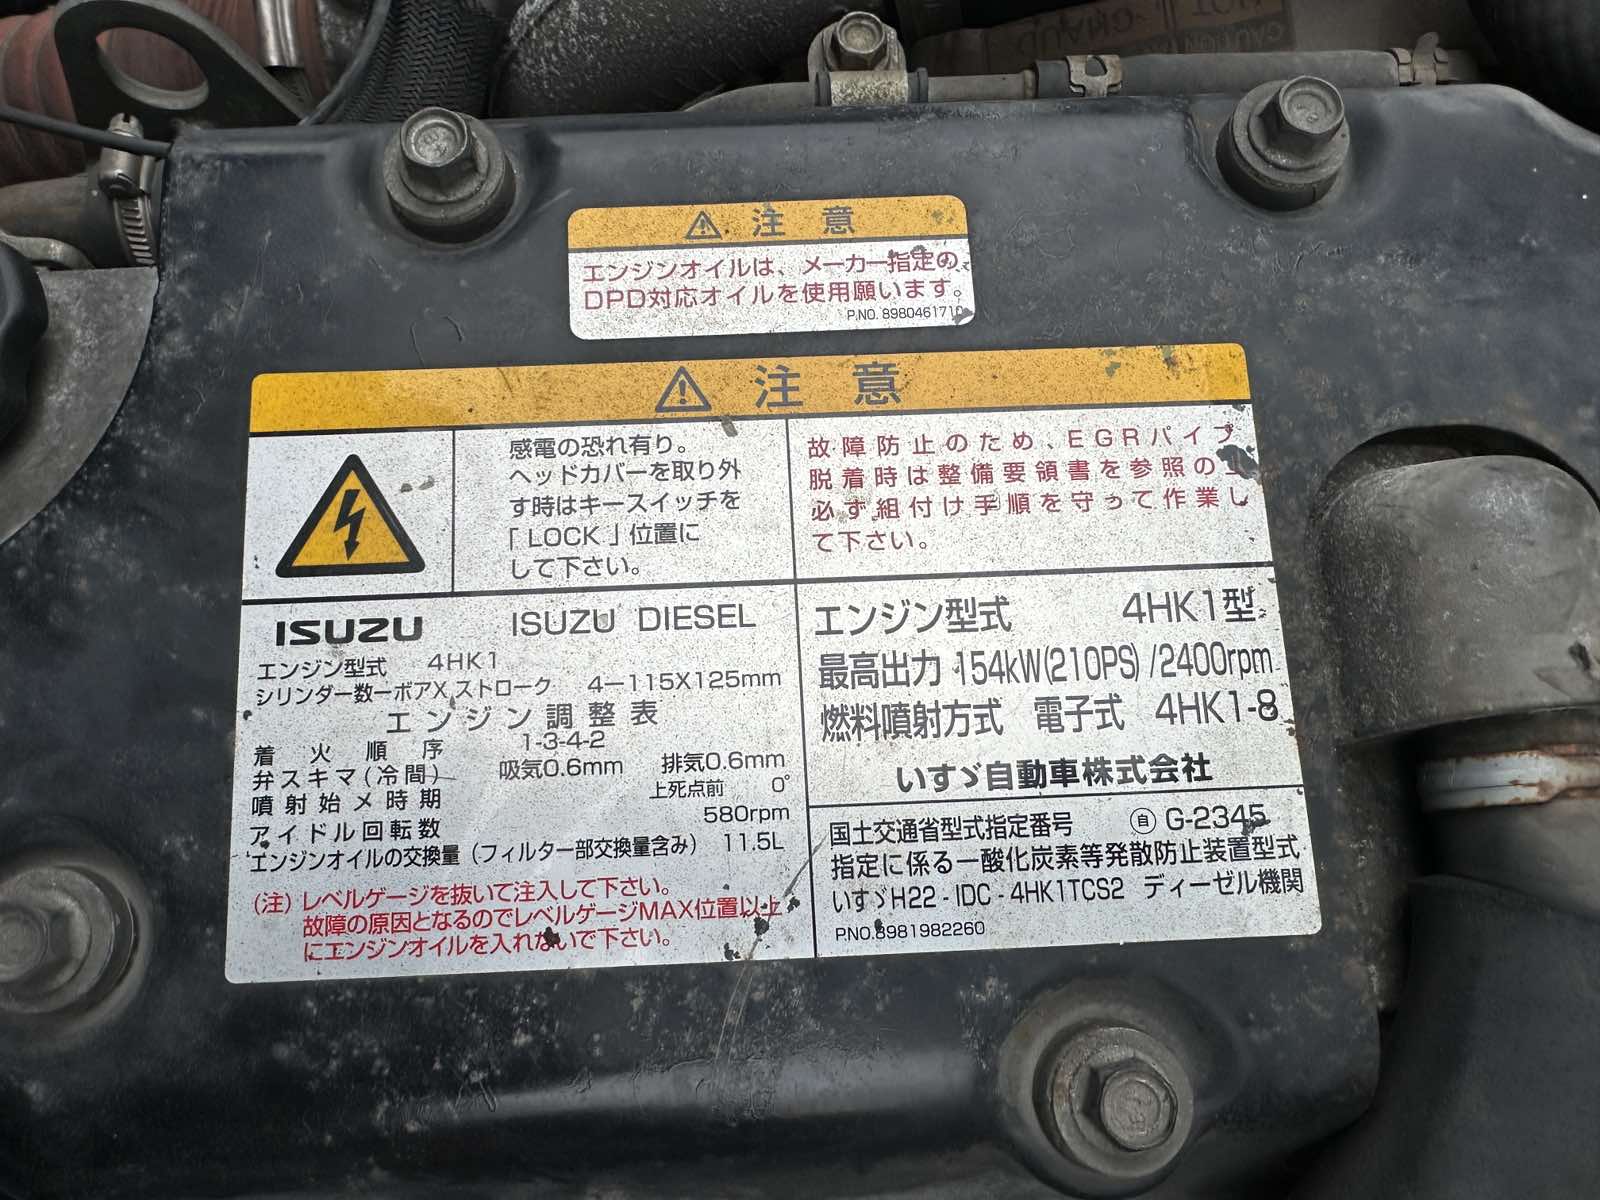 ⚠ 注 意
エンジンオイルは、メーカー指定の、
DPD対応オイルを使用願います。
P.NO. 8980461710
⚠ 注 意
感電の恐れ有り。
ヘッドカバーを取り外
す時はキースイッチを
「LOCK」位置に
して下さい。
故障防止のため、EGRパイプ
脱着時は整備要領書を参照の上
必ず組付け手順を守って作業し
て下さい。
ISUZU ISUZU DIESEL
エンジン型式 4HK1
シリンダー数ーボアX ストローク 4ー115X125mm
エンジン調整表
着火順序 1-3-4-2
弁スキマ(冷間) 吸気0.6mm 排気0.6mm
噴射始メ時期 上死点前 0°
アイドル回転数 580rpm
エンジンオイルの交換量(フィルター部交換量含み) 11.5L
(注)レベルゲージを抜いて注入して下さい。
故障の原因となるのでレベルゲージMAX位置以上
にエンジンオイルを入れないで下さい。
エンジン型式 4HK1型
最高出力 154kW(210PS)/2400rpm
燃料噴射方式 電子式 4HK1-8
いすゞ自動車株式会社
国土交通省型式指定番号 ㊂ G-2345
指定に係る一酸化炭素等発散防止装置型式
いすゞH22-IDC-4HK1TCS2 ディーゼル機関
P.NO.8981982260